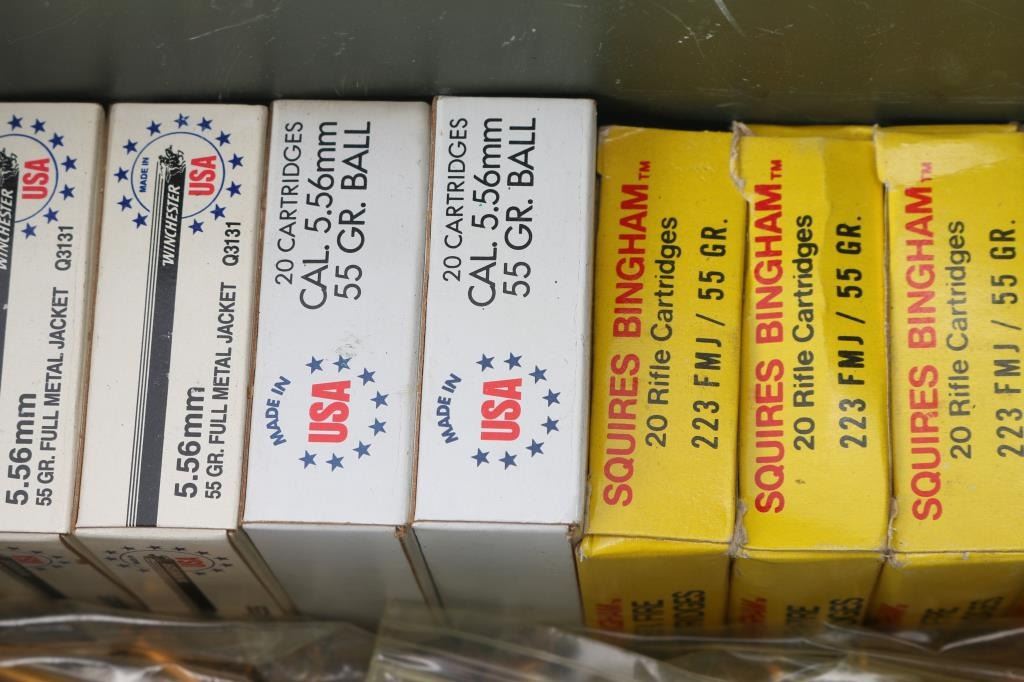 USA
WINCHESTER
Q3131
5.56mm
55 GR. FULL METAL JACKET
MADE IN
USA
WINCHESTER
Q3131
5.56mm
55 GR. FULL METAL JACKET
20 CARTRIDGES
CAL. 5.56mm
55 GR. BALL
MADE IN
USA
20 CARTRIDGES
CAL. 5.56mm
55 GR. BALL
MADE IN
USA
SQUIRES BINGHAM™
20 Rifle Cartridges
223 FMJ / 55 GR.
SQUIRES BINGHAM™
20 Rifle Cartridges
223 FMJ / 55 GR.
SQUIRES BINGHAM™
20 Rifle Cartridges
223 FMJ / 55 GR.